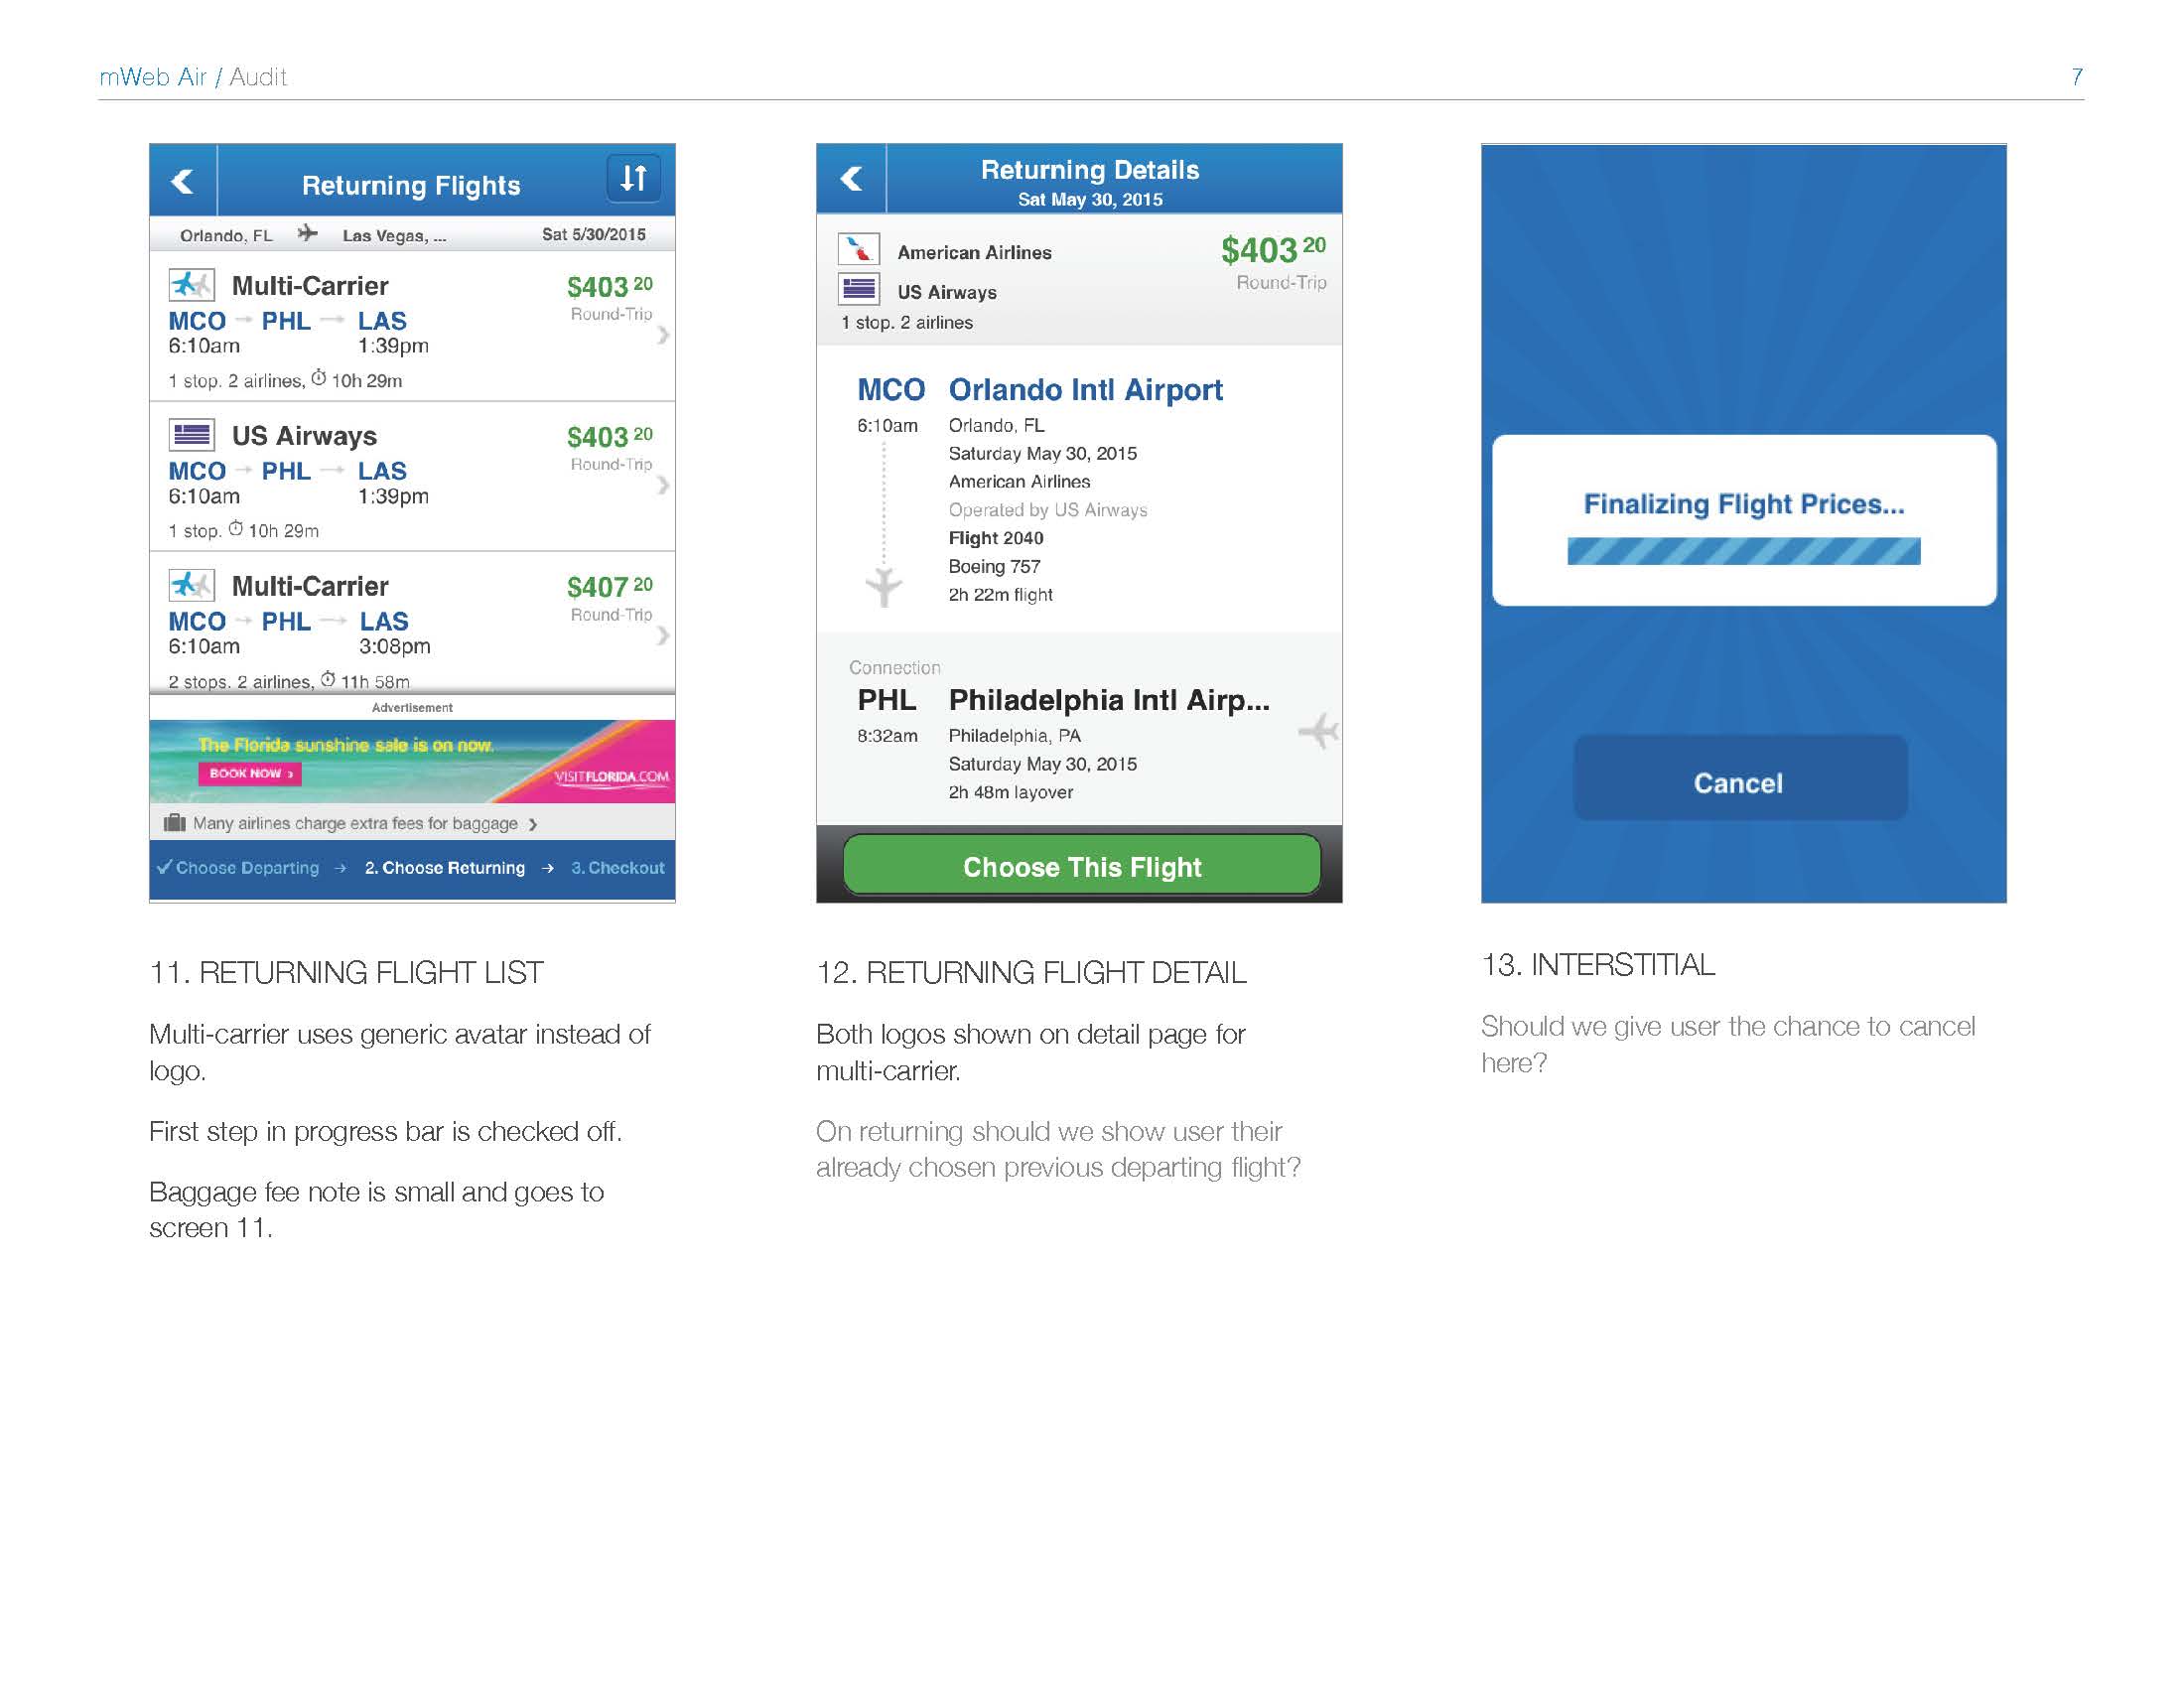 mWeb Air / Audit
7
Returning Flights
Orlando, FL Las Vegas, ... Sat 5/30/2015
Multi-Carrier $403 20
MCO → PHL → LAS Round-Trip
6:10am 1:39pm
1 stop. 2 airlines, 10h 29m
US Airways $403 20
MCO → PHL → LAS Round-Trip
6:10am 1:39pm
1 stop. 10h 29m
Multi-Carrier $407 20
MCO → PHL → LAS Round-Trip
6:10am 3:08pm
2 stops. 2 airlines, 11h 58m
Advertisement
The Florida sunshine sale is on now.
BOOK NOW >
VISITFLORIDA.COM
Many airlines charge extra fees for baggage >
✓ Choose Departing → 2. Choose Returning → 3. Checkout
11. RETURNING FLIGHT LIST
Multi-carrier uses generic avatar instead of
logo.
First step in progress bar is checked off.
Baggage fee note is small and goes to
screen 11.
Returning Details
Sat May 30, 2015
American Airlines $403 20
US Airways Round-Trip
1 stop. 2 airlines
MCO Orlando Intl Airport
6:10am Orlando, FL
Saturday May 30, 2015
American Airlines
Operated by US Airways
Flight 2040
Boeing 757
2h 22m flight
Connection
PHL Philadelphia Intl Airp...
8:32am Philadelphia, PA
Saturday May 30, 2015
2h 48m layover
Choose This Flight
12. RETURNING FLIGHT DETAIL
Both logos shown on detail page for
multi-carrier.
On returning should we show user their
already chosen previous departing flight?
Finalizing Flight Prices...
Cancel
13. INTERSTITIAL
Should we give user the chance to cancel
here?